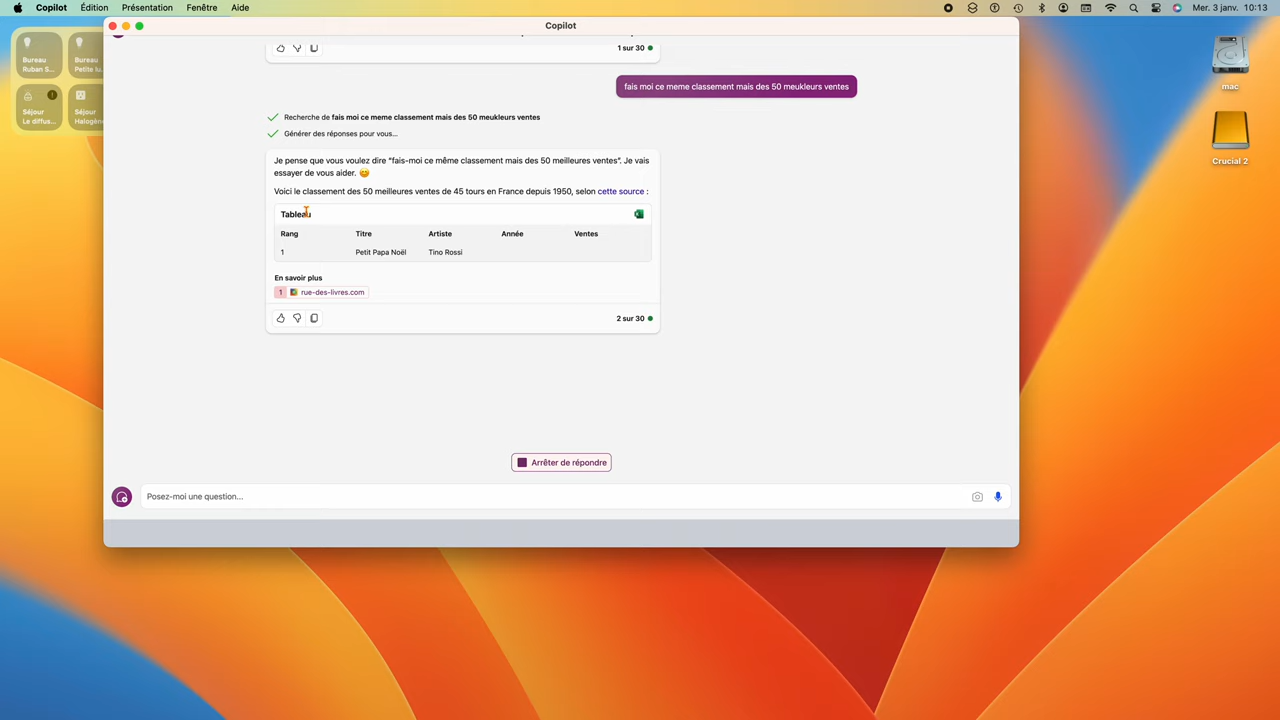 Copilot Édition Présentation Fenêtre Aide
Mer. 3 janv. 10:13
Copilot
Bureau
Ruban S...
Bureau
Petite lu.
Séjour
Le diffus...
Séjour
Halogène
mac
Crucial 2
1 sur 30
fais moi ce meme classement mais des 50 meukleurs ventes
Recherche de fais moi ce meme classement mais des 50 meukleurs ventes
Générer des réponses pour vous...
Je pense que vous voulez dire "fais-moi ce même classement mais des 50 meilleures ventes". Je vais
essayer de vous aider. 😊
Voici le classement des 50 meilleures ventes de 45 tours en France depuis 1950, selon cette source :
Tableau
Rang Titre Artiste Année Ventes
1 Petit Papa Noël Tino Rossi
En savoir plus
1 rue-des-livres.com
2 sur 30
Arrêter de répondre
Posez-moi une question...